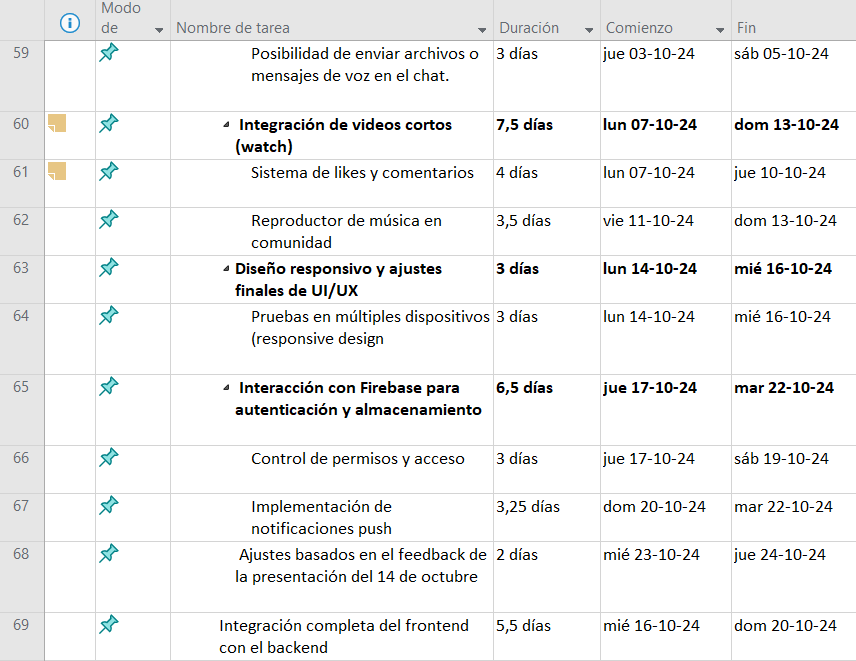 Modo de
Nombre de tarea
Duración
Comienzo
Fin
59
Posibilidad de enviar archivos o
mensajes de voz en el chat.
3 días
jue 03-10-24
sáb 05-10-24
60
Integración de videos cortos
(watch)
7,5 días
lun 07-10-24
dom 13-10-24
61
Sistema de likes y comentarios
4 días
lun 07-10-24
jue 10-10-24
62
Reproductor de música en
comunidad
3,5 días
vie 11-10-24
dom 13-10-24
63
Diseño responsivo y ajustes
finales de UI/UX
3 días
lun 14-10-24
mié 16-10-24
64
Pruebas en múltiples dispositivos
(responsive design
3 días
lun 14-10-24
mié 16-10-24
65
Interacción con Firebase para
autenticación y almacenamiento
6,5 días
jue 17-10-24
mar 22-10-24
66
Control de permisos y acceso
3 días
jue 17-10-24
sáb 19-10-24
67
Implementación de
notificaciones push
3,25 días
dom 20-10-24
mar 22-10-24
68
Ajustes basados en el feedback de
la presentación del 14 de octubre
2 días
mié 23-10-24
jue 24-10-24
69
Integración completa del frontend
con el backend
5,5 días
mié 16-10-24
dom 20-10-24